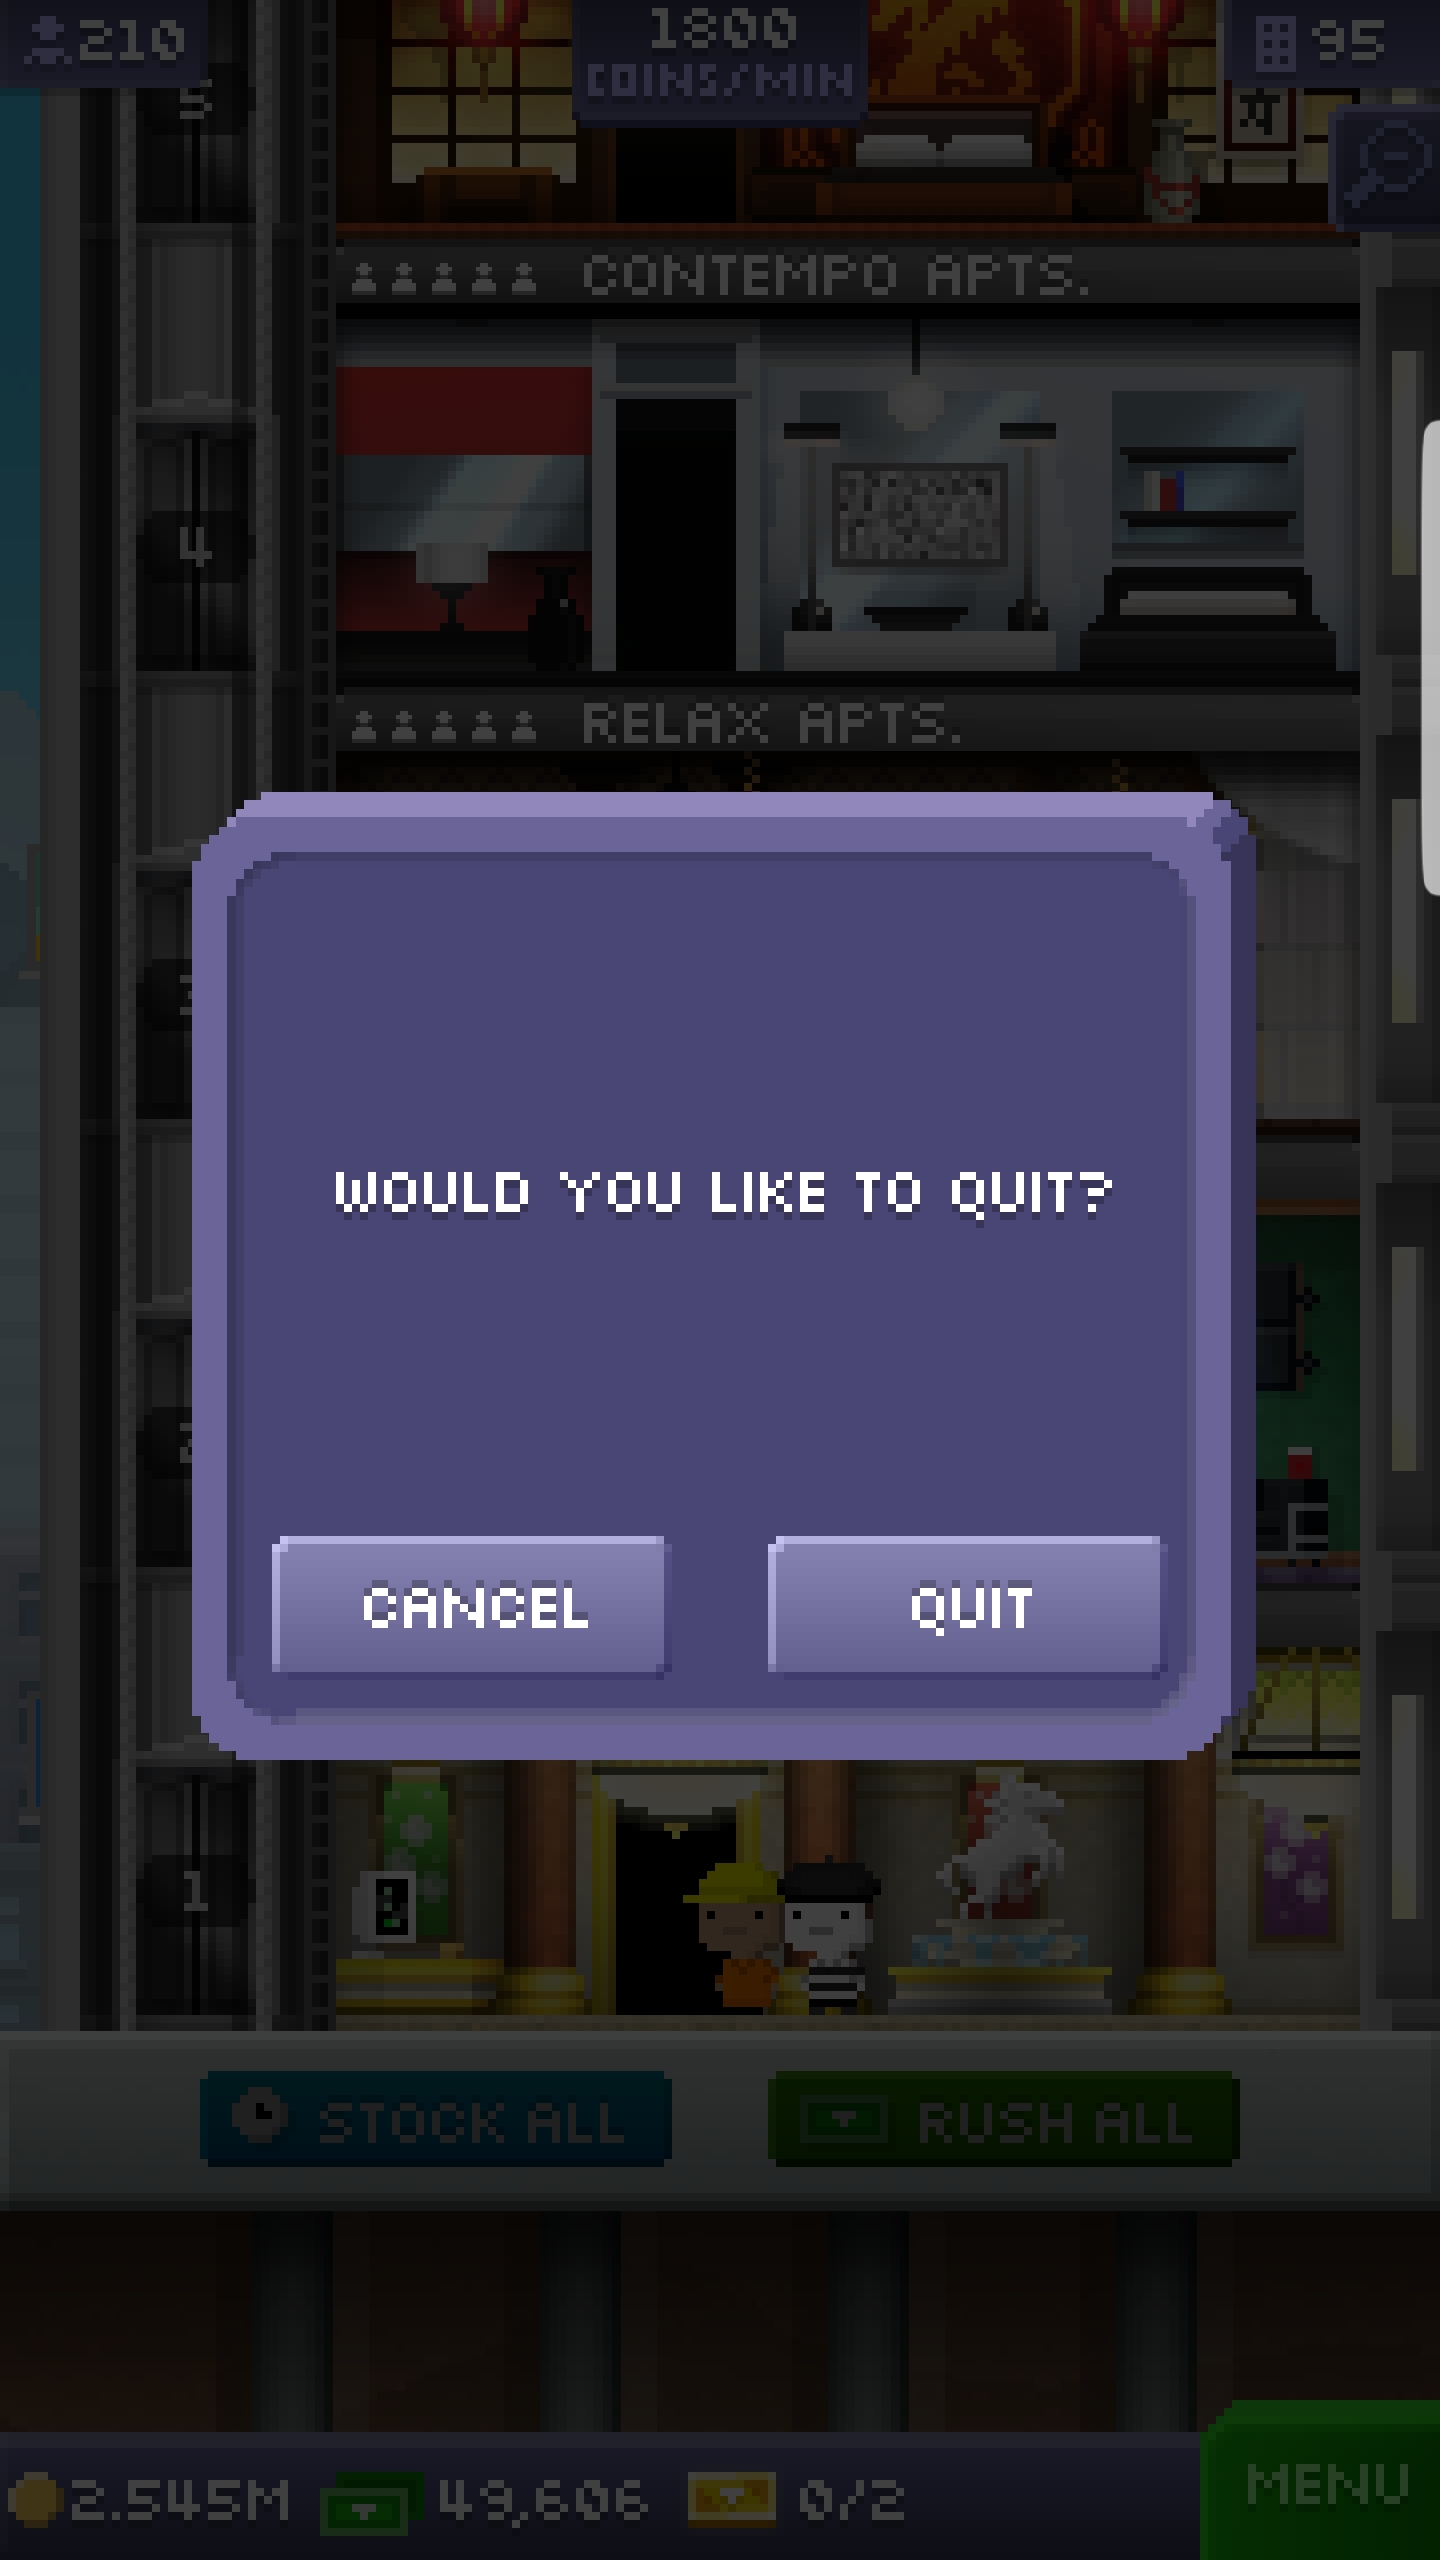 210
1800
COINS/MIN
95
5
CONTEMPO APTS.
4
RELAX APTS.
WOULD YOU LIKE TO QUIT?
CANCEL
QUIT
1
STOCK ALL
RUSH ALL
2.545M
49,606
0/2
MENU